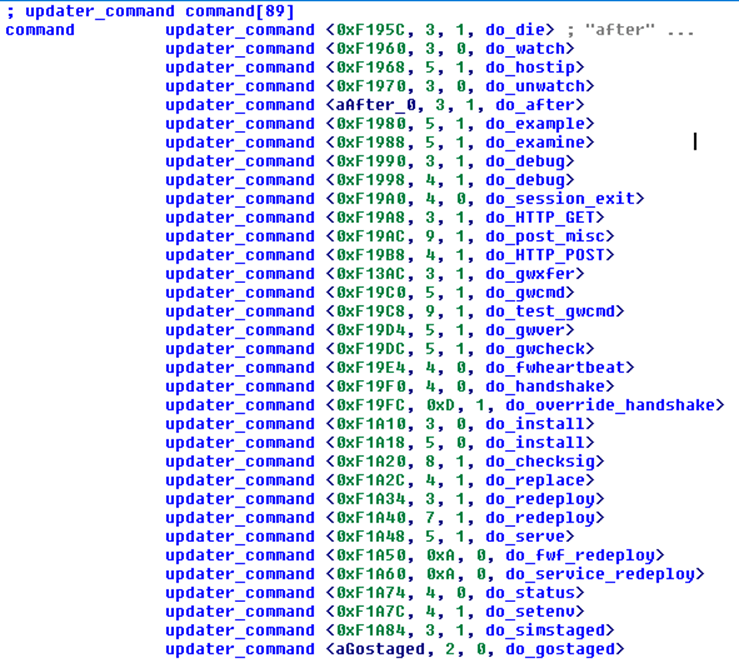 ; updater_command command[89]
command updater_command <0xF195C, 3, 1, do_die> ; "after" ...
updater_command <0xF1960, 3, 0, do_watch>
updater_command <0xF1968, 5, 1, do_hostip>
updater_command <0xF1970, 3, 0, do_unwatch>
updater_command <aAfter_0, 3, 1, do_after>
updater_command <0xF1980, 5, 1, do_example>
updater_command <0xF1988, 5, 1, do_examine>
updater_command <0xF1990, 3, 1, do_debug>
updater_command <0xF1998, 4, 1, do_debug>
updater_command <0xF19A0, 4, 0, do_session_exit>
updater_command <0xF19A8, 3, 1, do_HTTP_GET>
updater_command <0xF19AC, 9, 1, do_post_misc>
updater_command <0xF19B8, 4, 1, do_HTTP_POST>
updater_command <0xF13AC, 3, 1, do_gwxfer>
updater_command <0xF19C0, 5, 1, do_gwcmd>
updater_command <0xF19C8, 9, 1, do_test_gwcmd>
updater_command <0xF19D4, 5, 1, do_gwver>
updater_command <0xF19DC, 5, 1, do_gwcheck>
updater_command <0xF19E4, 4, 0, do_fwheartbeat>
updater_command <0xF19F0, 4, 0, do_handshake>
updater_command <0xF19FC, 0xD, 1, do_override_handshake>
updater_command <0xF1A10, 3, 0, do_install>
updater_command <0xF1A18, 5, 0, do_install>
updater_command <0xF1A20, 8, 1, do_checksig>
updater_command <0xF1A2C, 4, 1, do_replace>
updater_command <0xF1A34, 3, 1, do_redeploy>
updater_command <0xF1A40, 7, 1, do_redeploy>
updater_command <0xF1A48, 5, 1, do_serve>
updater_command <0xF1A50, 0xA, 0, do_fwf_redeploy>
updater_command <0xF1A60, 0xA, 0, do_service_redeploy>
updater_command <0xF1A74, 4, 0, do_status>
updater_command <0xF1A7C, 4, 1, do_setenv>
updater_command <0xF1A84, 3, 1, do_simstaged>
updater_command <aGostaged, 2, 0, do_gostaged>